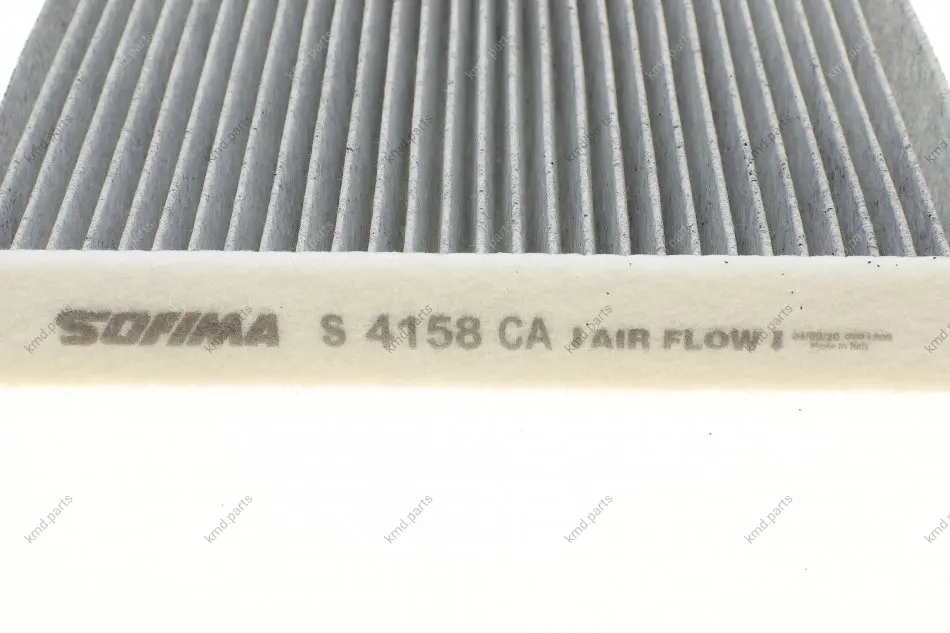 SOFIMA S 4158 CA AIR FLOW
Made in Italy
kmd.parts